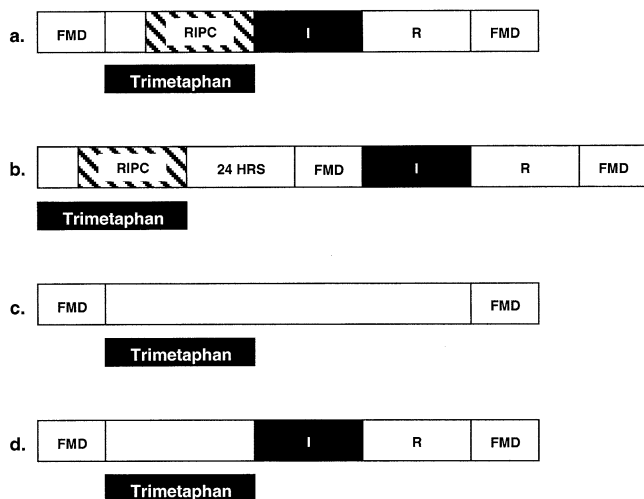 a. FMD RIPC I R FMD
Trimetaphan
b. RIPC 24 HRS FMD I R FMD
Trimetaphan
c. FMD FMD
Trimetaphan
d. FMD I R FMD
Trimetaphan